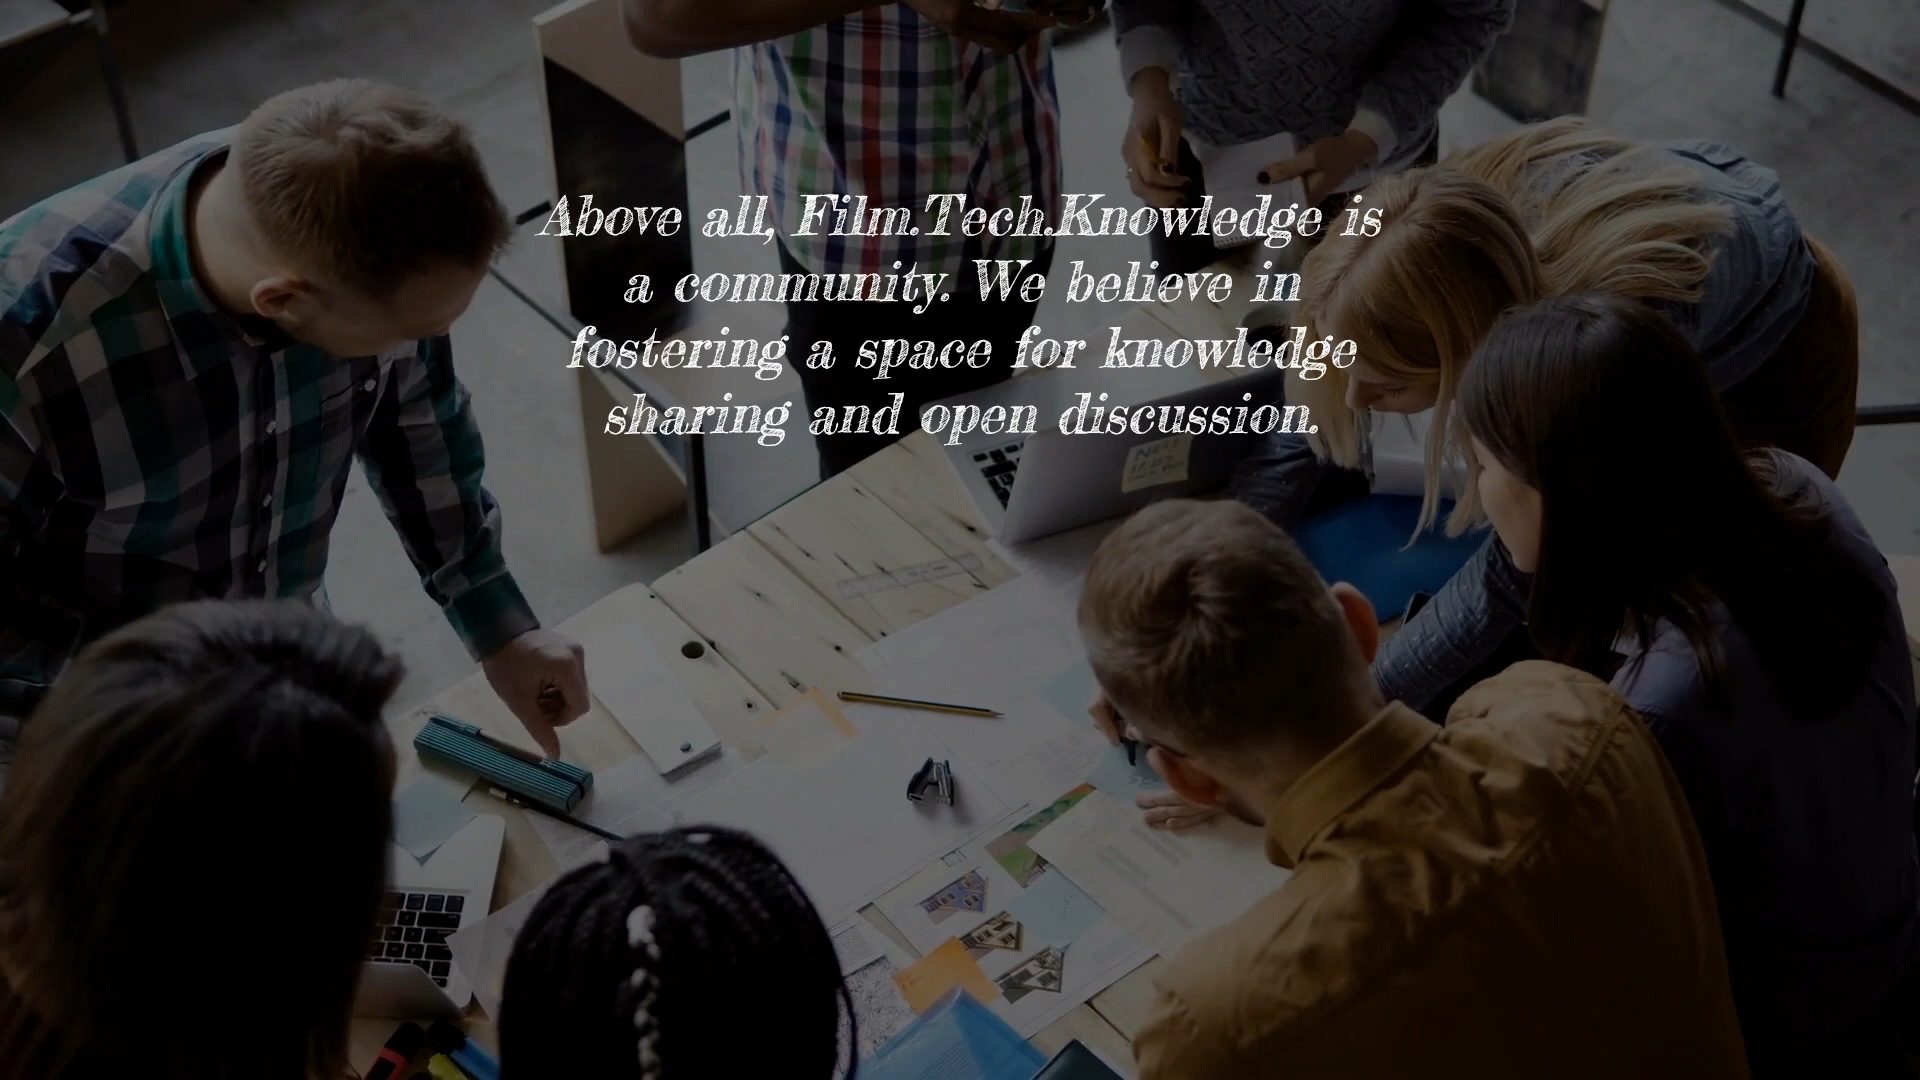 Above all, Film.Tech.Knowledge is
a community. We believe in
fostering a space for knowledge
sharing and open discussion.